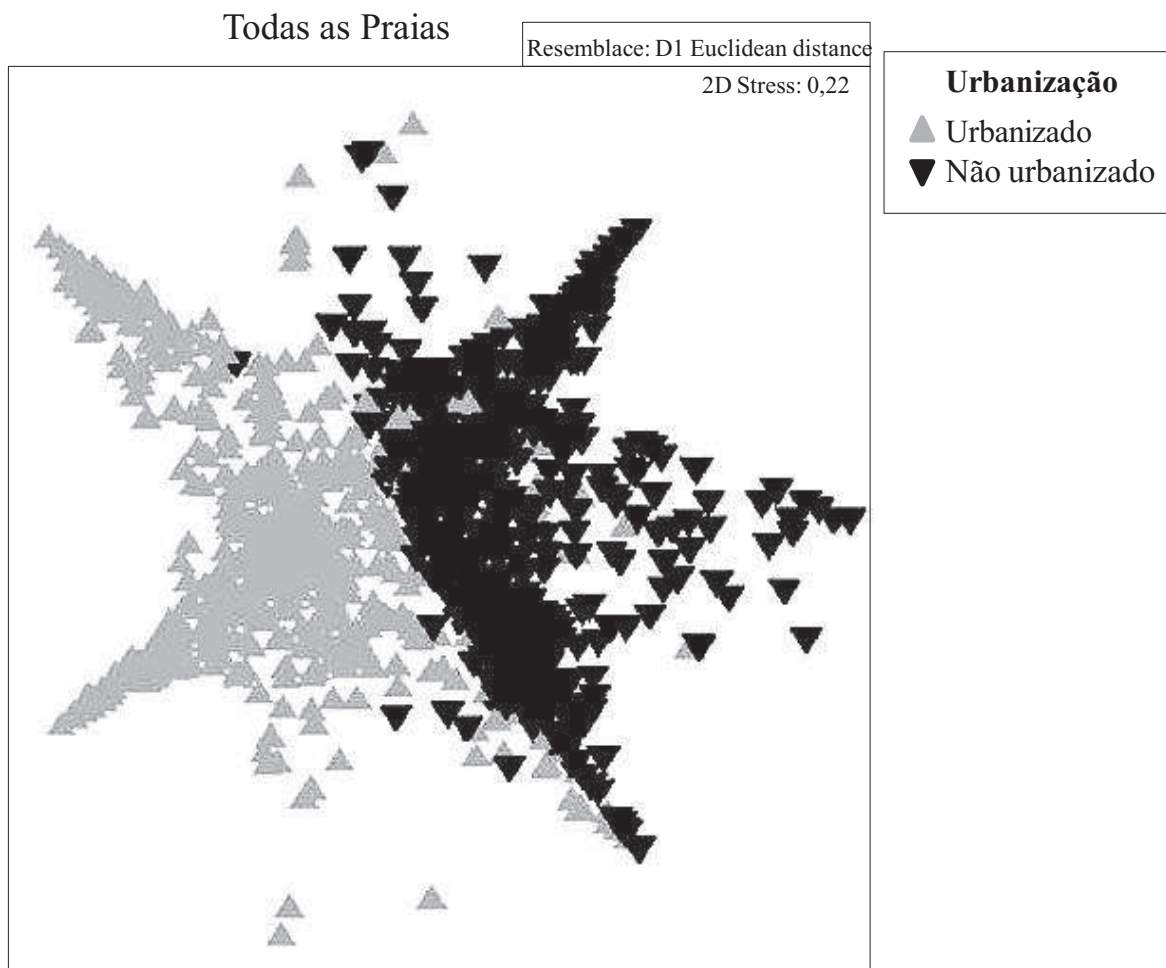 Todas as Praias
Resemblace: D1 Euclidean distance
2D Stress: 0,22
Urbanização
Urbanizado
Não urbanizado